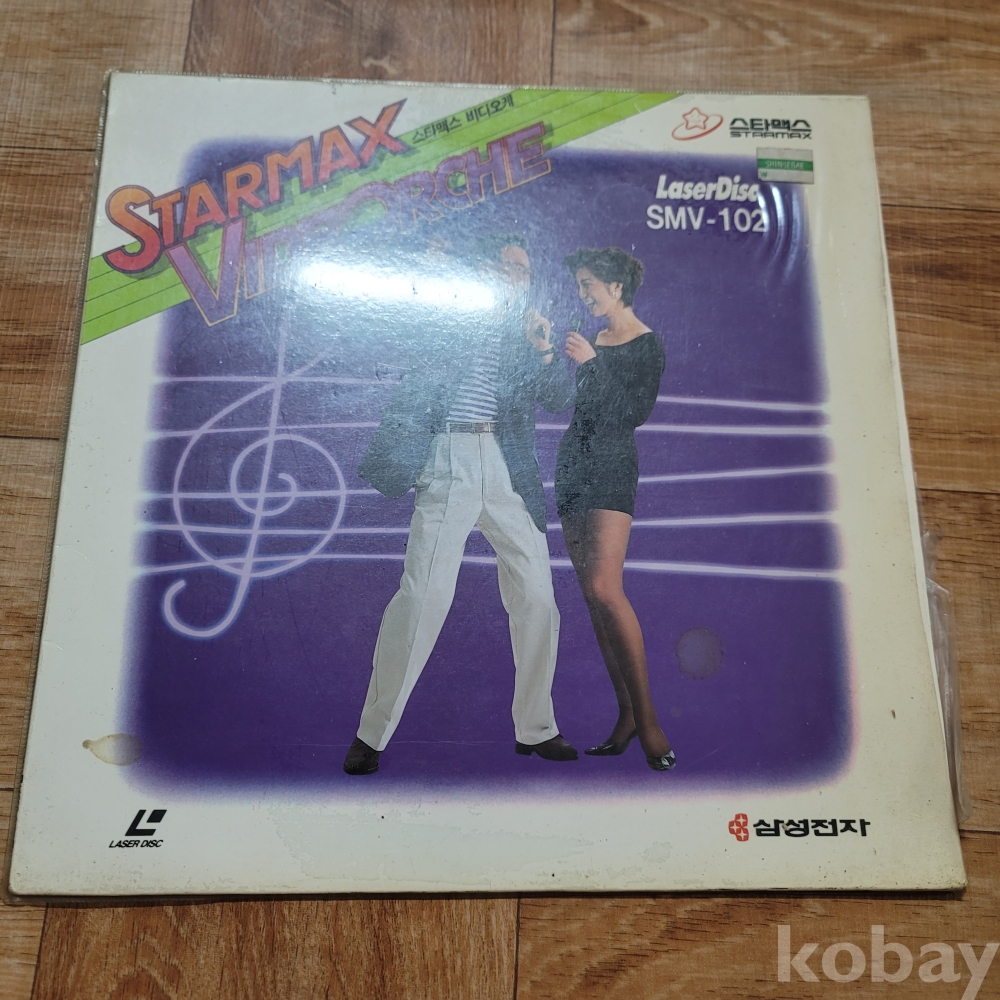 STARMAX
스타맥스 비디오케
VIDEORCHE
스타맥스
STARMAX
SHINSEGAE
LaserDisc
SMV-102
LASER DISC
삼성전자
kobay